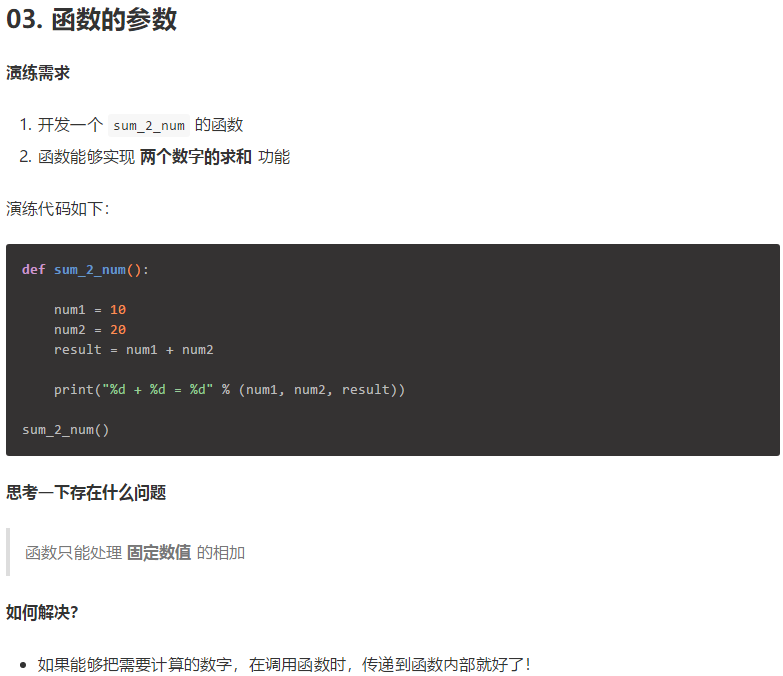 03. 函数的参数
演练需求
1. 开发一个 sum_2_num 的函数
2. 函数能够实现 两个数字的求和 功能
演练代码如下：
def sum_2_num():
    num1 = 10
    num2 = 20
    result = num1 + num2
    print("%d + %d = %d" % (num1, num2, result))
sum_2_num()
思考一下存在什么问题
函数只能处理 固定数值 的相加
如何解决？
• 如果能够把需要计算的数字，在调用函数时，传递到函数内部就好了！